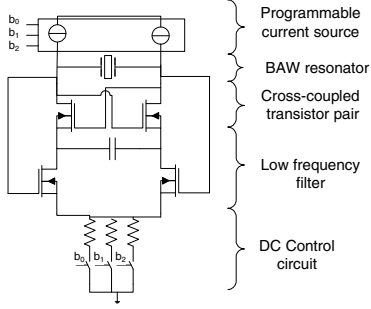 b₀
b₁
b₂
Programmable
current source
BAW resonator
Cross-coupled
transistor pair
Low frequency
filter
DC Control
circuit
b₀ b₁ b₂